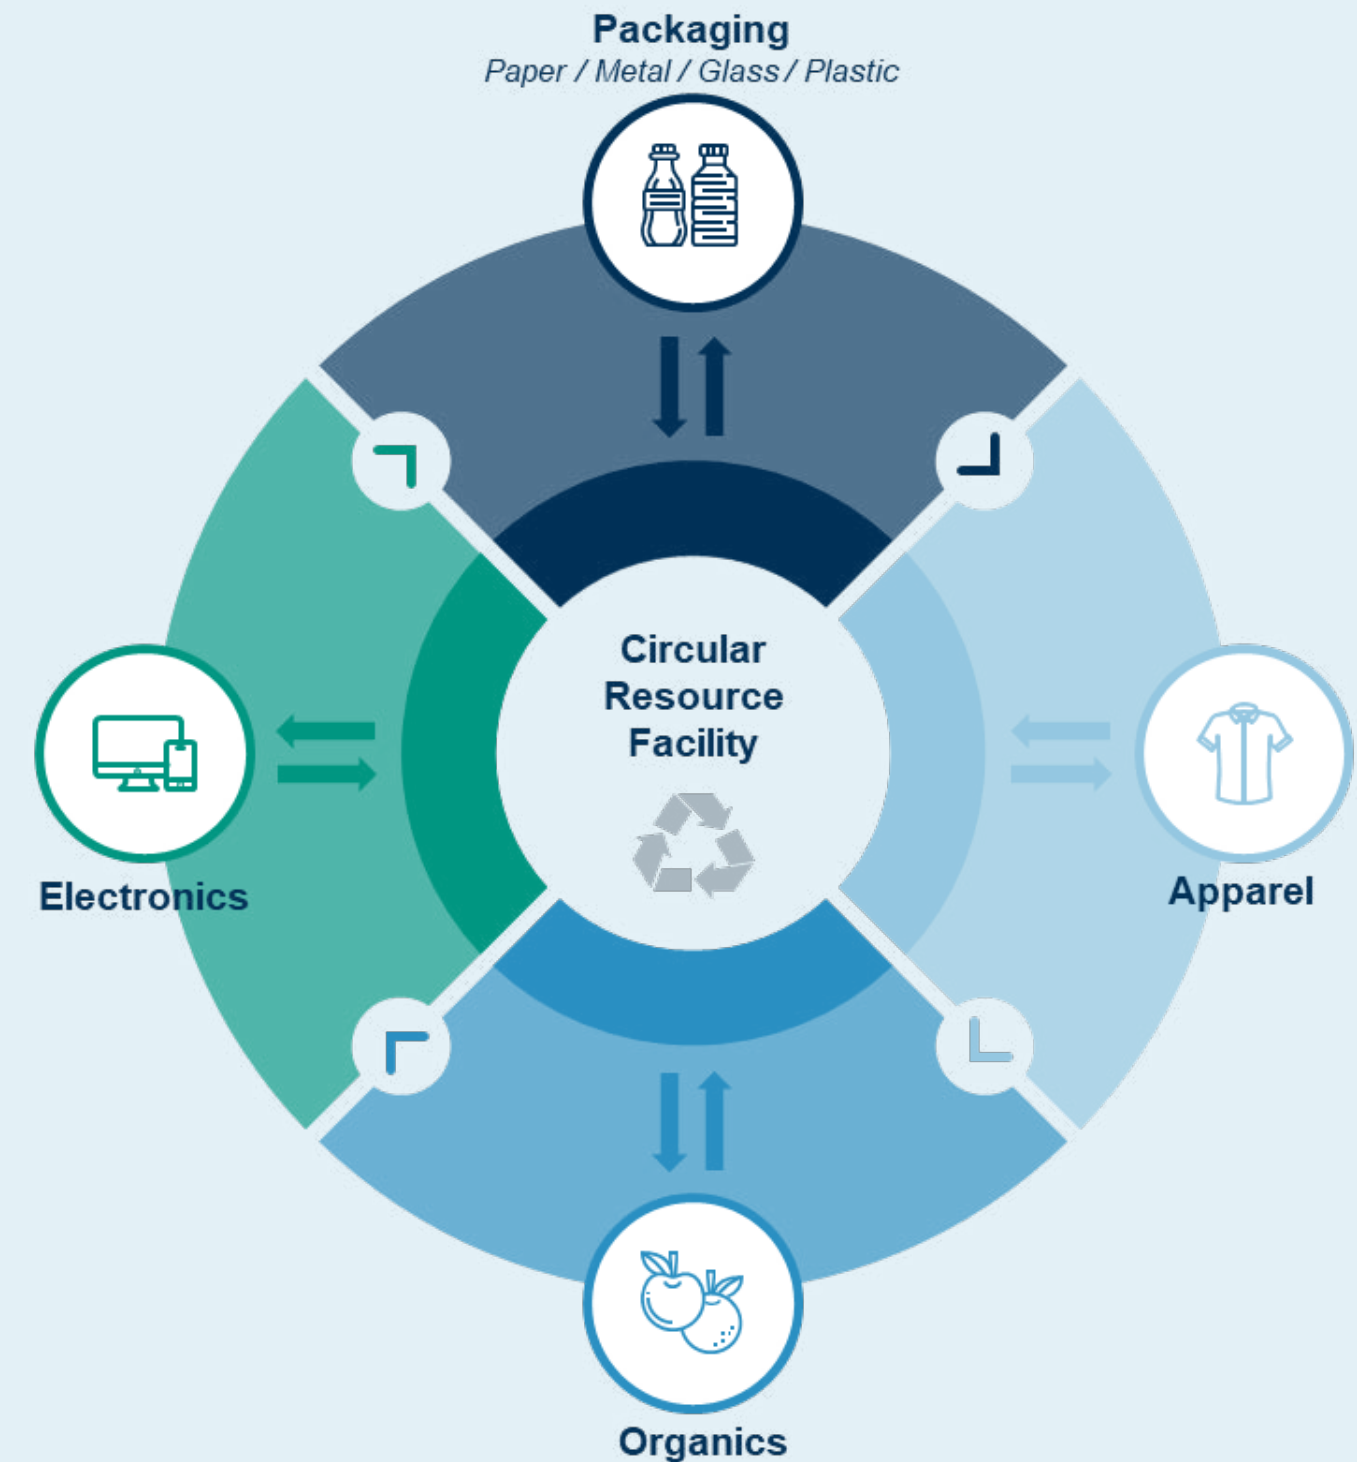 Packaging
Paper / Metal / Glass / Plastic
Circular
Resource
Facility
Electronics
Apparel
Organics